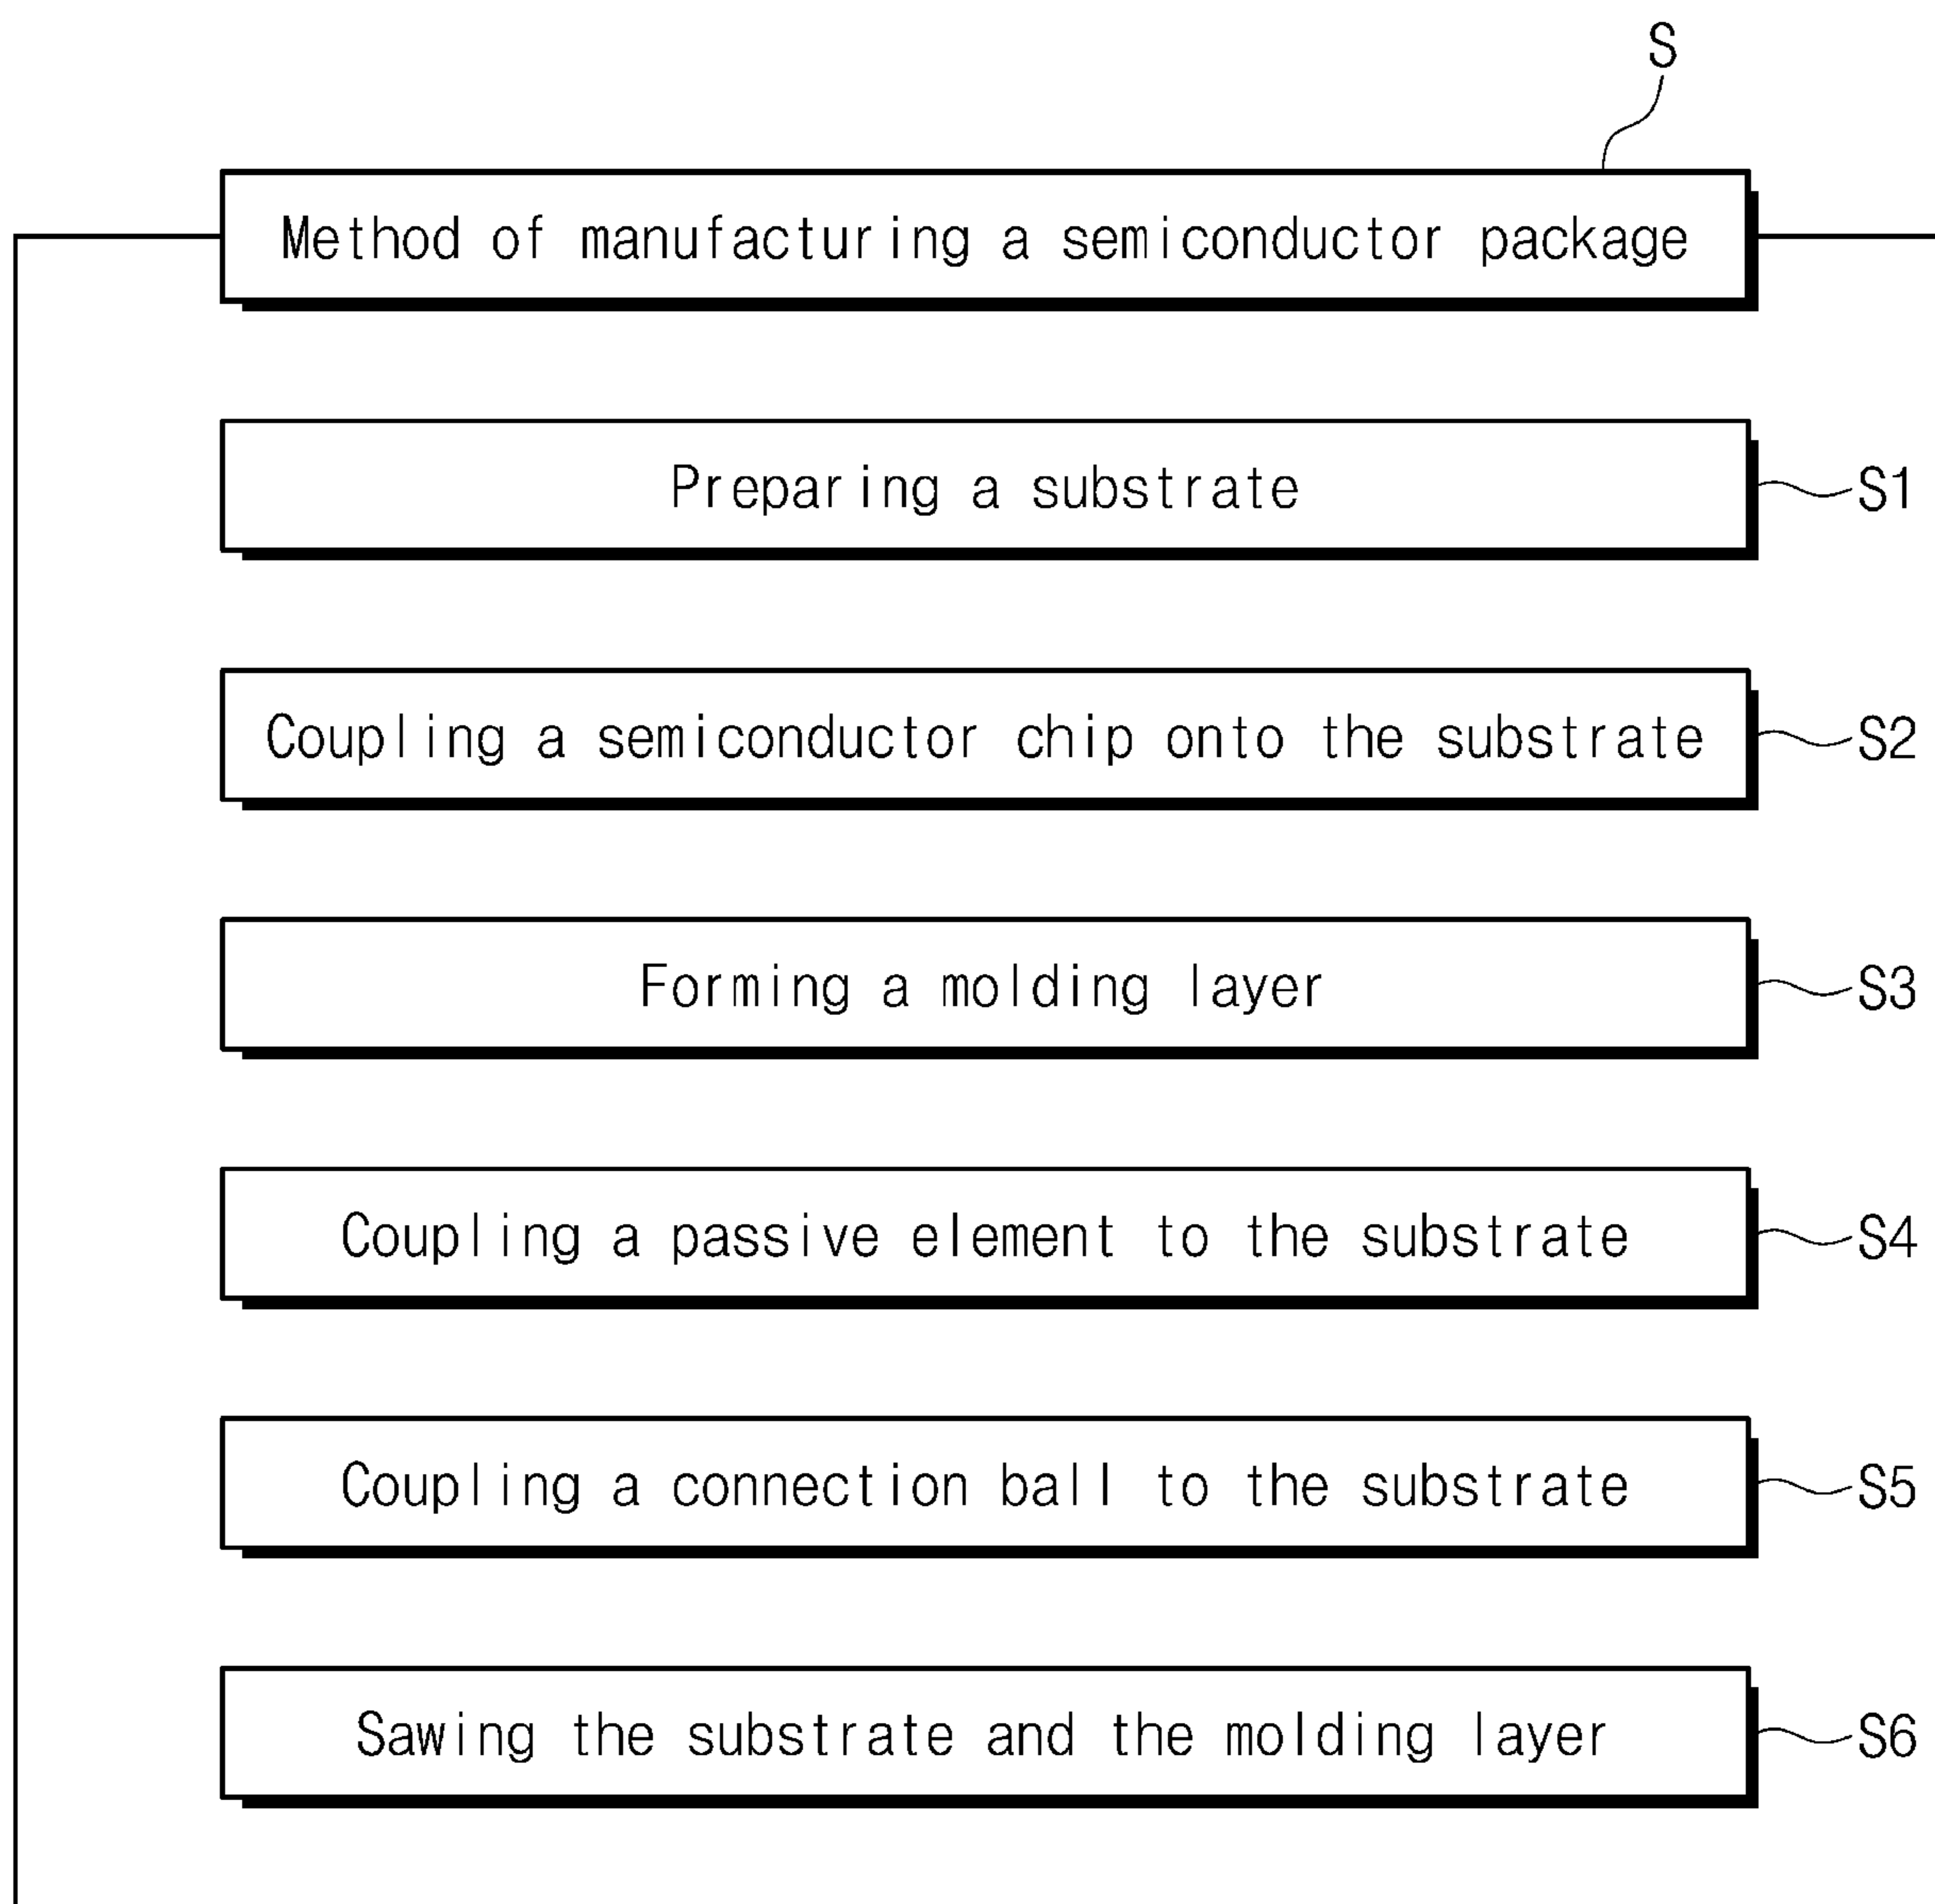 S
Method of manufacturing a semiconductor package
Preparing a substrate S1
Coupling a semiconductor chip onto the substrate S2
Forming a molding layer S3
Coupling a passive element to the substrate S4
Coupling a connection ball to the substrate S5
Sawing the substrate and the molding layer S6